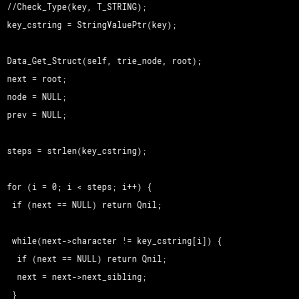 //Check_Type(key, T_STRING);
key_cstring = StringValuePtr(key);
Data_Get_Struct(self, trie_node, root);
next = root;
node = NULL;
prev = NULL;
steps = strlen(key_cstring);
for (i = 0; i < steps; i++) {
if (next == NULL) return Qnil;
while(next->character != key_cstring[i]) {
if (next == NULL) return Qnil;
next = next->next_sibling;
}